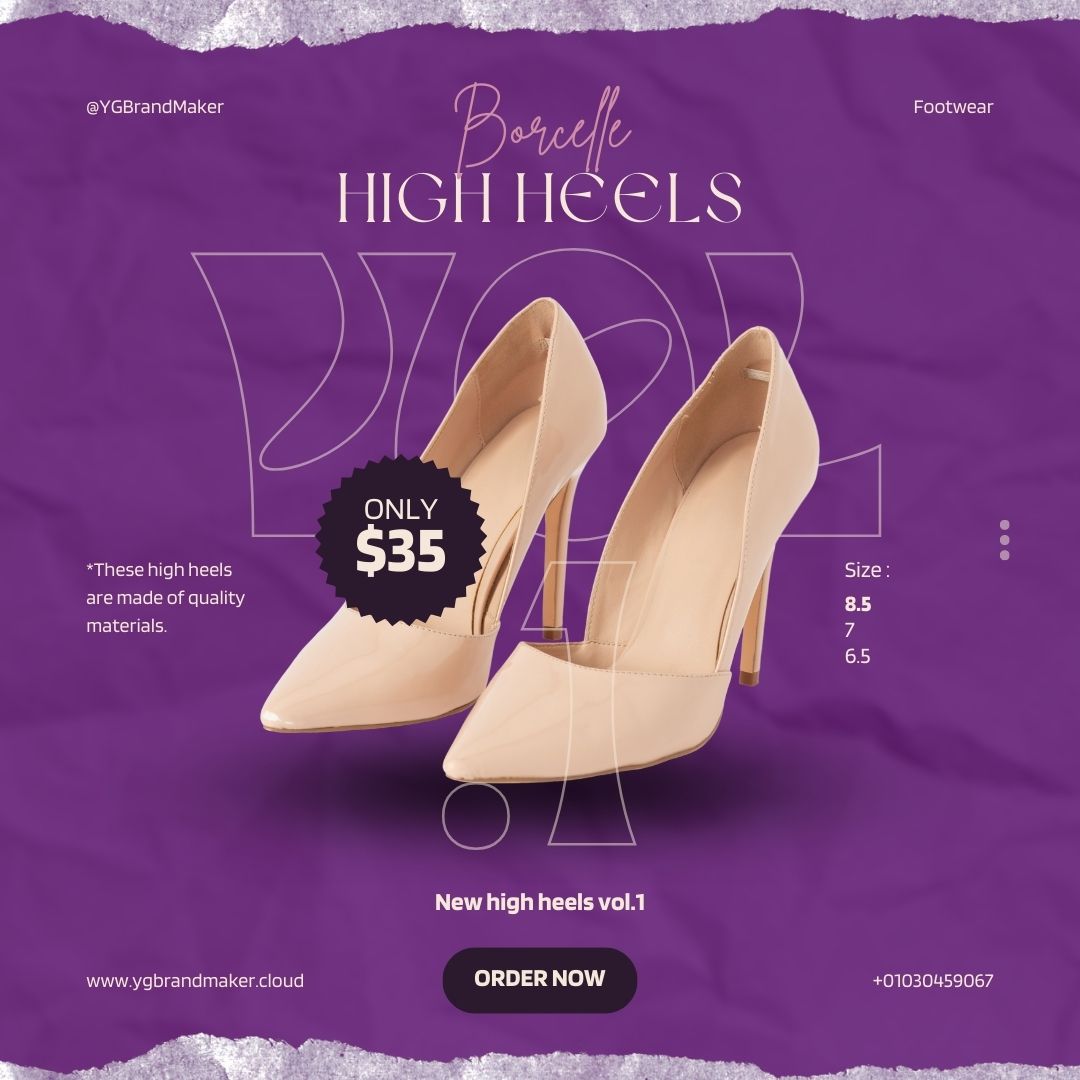 @YGBrandMaker
Footwear
Borcelle
HIGH HEELS
VOL
.1
ONLY
$35
*These high heels
are made of quality
materials.
Size :
8.5
7
6.5
New high heels vol.1
www.ygbrandmaker.cloud
ORDER NOW
+01030459067